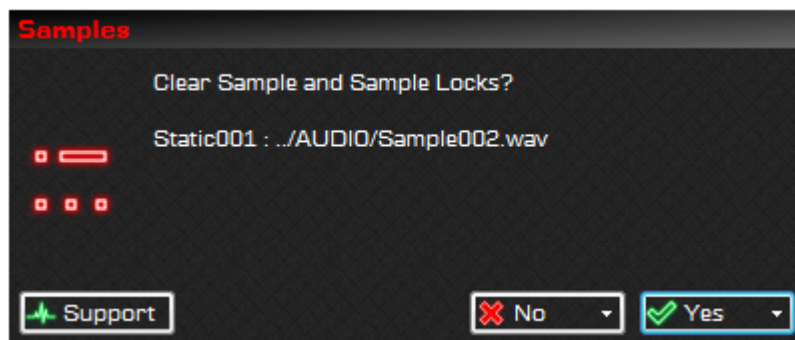 Samples
Clear Sample and Sample Locks?
Static001 : ../AUDIO/Sample002.wav
Support
No
Yes